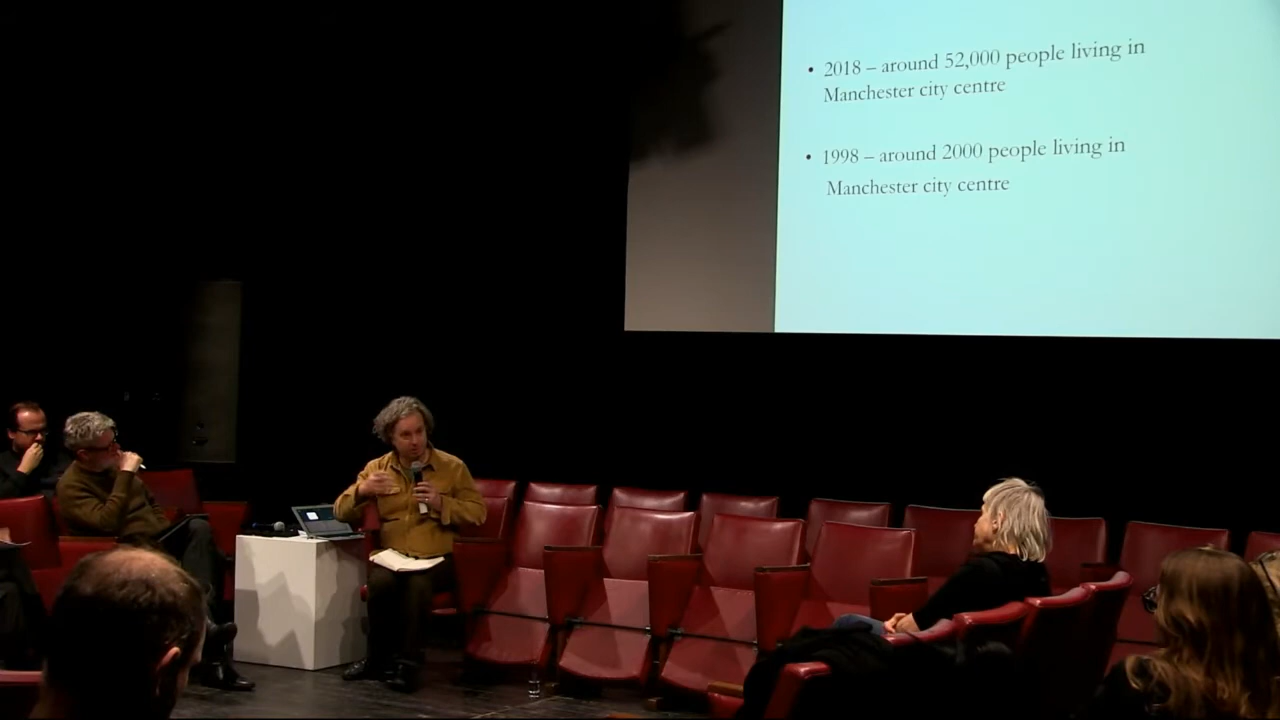 • 2018 – around 52,000 people living in
Manchester city centre
• 1998 – around 2000 people living in
Manchester city centre